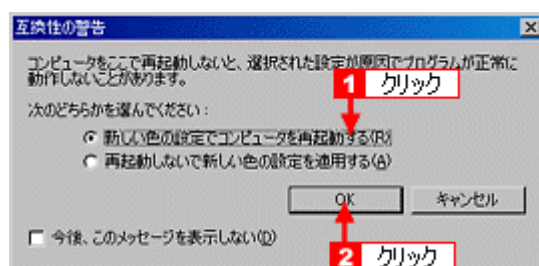 互換性の警告
コンピュータをここで再起動しないと、選択された設定が原因でプログラムが正常に
動作しないことがあります。
1 クリック
次のどちらかを選んでください:
新しい色の設定でコンピュータを再起動する(R)
再起動しないで新しい色の設定を適用する(A)
OK
キャンセル
今後、このメッセージを表示しない(D)
2 クリック